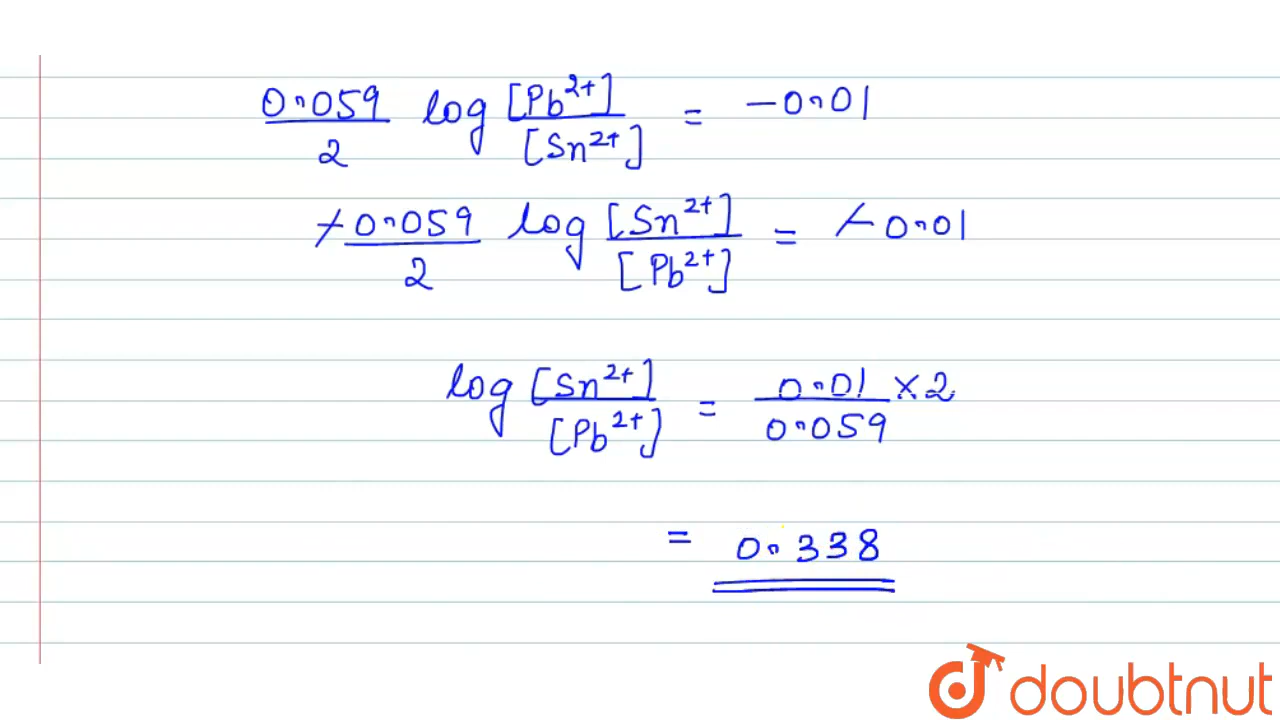 0.059/2 log [Pb²⁺]/[Sn²⁺] = -0.01
-0.059/2 log [Sn²⁺]/[Pb²⁺] = -0.01
log [Sn²⁺]/[Pb²⁺] = 0.01/0.059 × 2
= 0.338
doubtnut